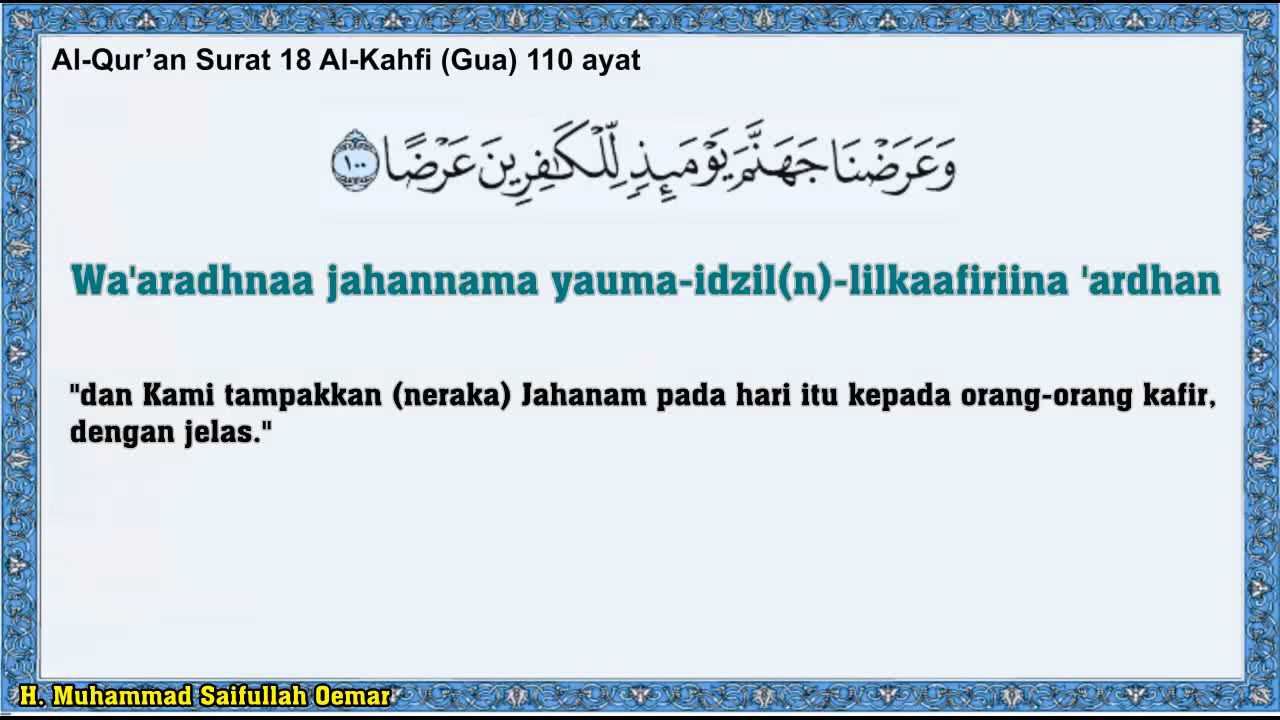 Al-Qur’an Surat 18 Al-Kahfi (Gua) 110 ayat
وَعَرَضْنَا جَهَنَّمَ يَوْمَئِذٍ لِّلْكَٰفِرِينَ عَرْضًا ١٠٠
Wa'aradhnaa jahannama yauma-idzil(n)-lilkaafiriina 'ardhan
"dan Kami tampakkan (neraka) Jahanam pada hari itu kepada orang-orang kafir,
dengan jelas."
H. Muhammad Saifullah Oemar